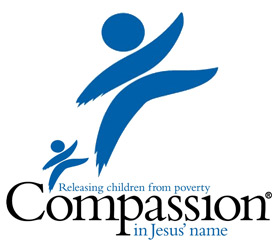 Releasing children from poverty
Compassion®
in Jesus' name